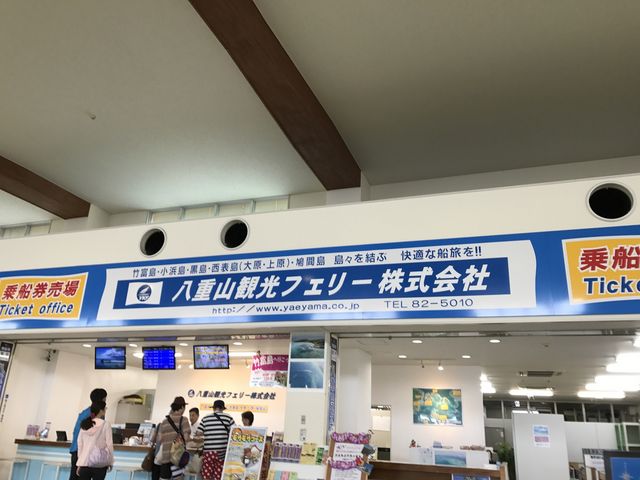 乗船券売場
Ticket office
竹富島・小浜島・黒島・西表島(大原・上原)・鳩間島 島々を結ぶ 快適な船旅を!!
八重山観光フェリー株式会社
http://www.yaeyama.co.jp TEL 82-5010
乗船
Ticke
八重山観光フェリー株式会社
竹富島